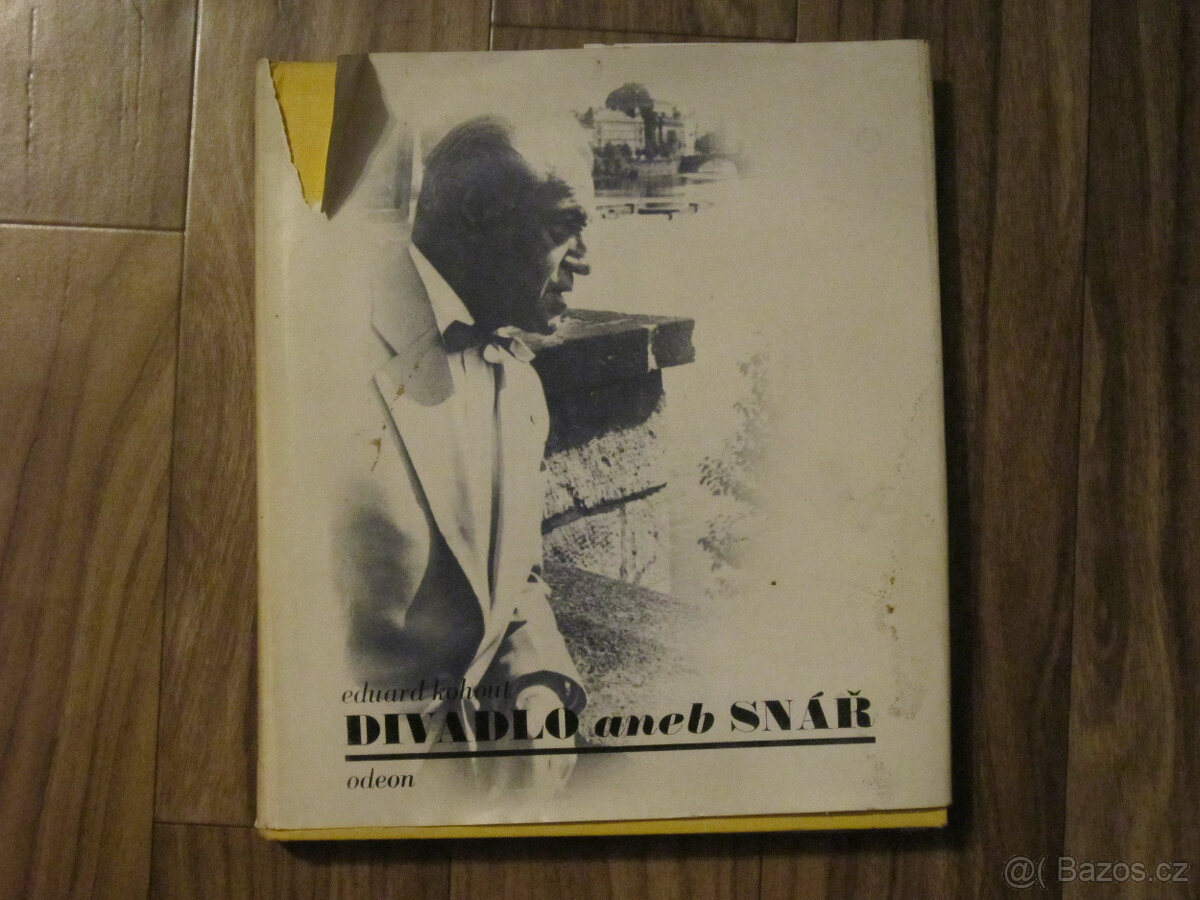 eduard kohout
DIVADLO aneb SNÁŘ
odeon
@( Bazos.cz